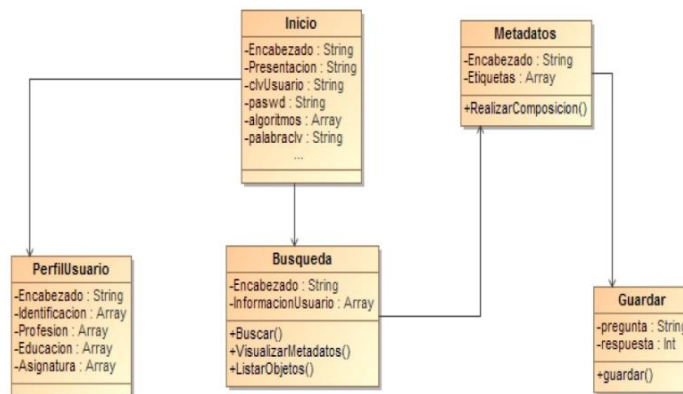 Inicio
-Encabezado : String
-Presentacion : String
-clvUsuario : String
-paswd : String
-algoritmos : Array
-palabraclv : String
...
Metadatos
-Encabezado : String
-Etiquetas : Array
+RealizarComposicion()
PerfilUsuario
-Encabezado : String
-Identificacion : Array
-Profesion : Array
-Educacion : Array
-Asignatura : Array
Busqueda
-Encabezado : String
-InformacionUsuario : Array
+Buscar()
+VisualizarMetadatos()
+ListarObjetos()
Guardar
-pregunta : String
-respuesta : Int
+guardar()